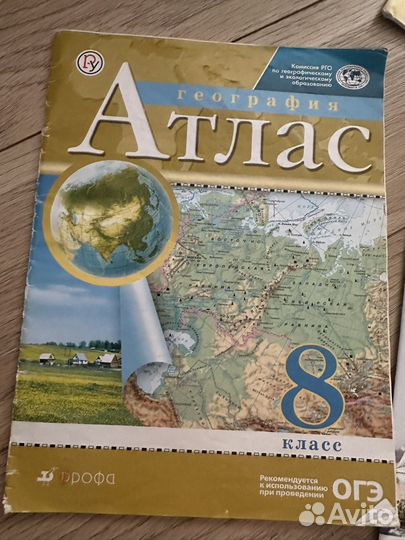 Комиссия РГО
по географическому
и экологическому
образованию
география
Атлас
8
класс
дрофа
Рекомендуется
к использованию
при проведении
ОГЭ
Avito